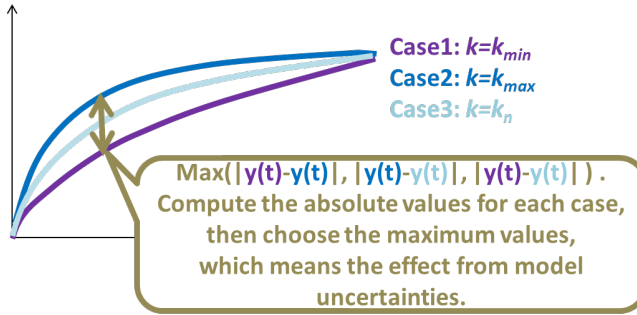 Case1: k=kmin
Case2: k=kmax
Case3: k=kn
Max(|y(t)-y(t)|, |y(t)-y(t)|, |y(t)-y(t)| ) .
Compute the absolute values for each case,
then choose the maximum values,
which means the effect from model
uncertainties.